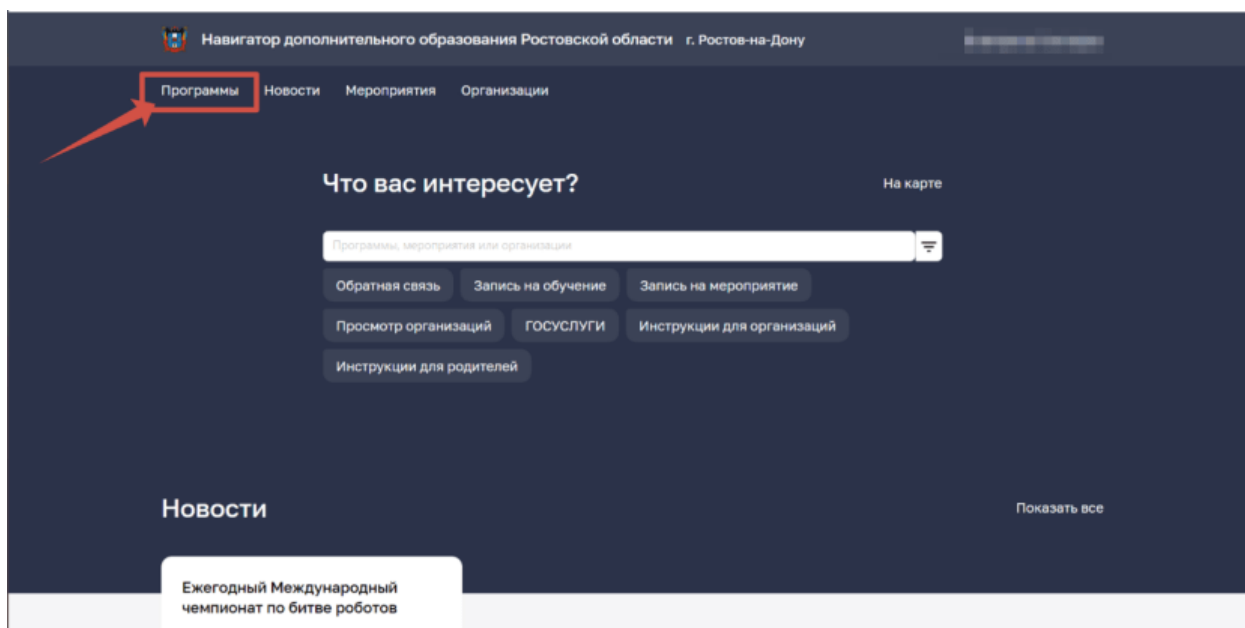 Навигатор дополнительного образования Ростовской области г. Ростов-на-Дону
Программы Новости Мероприятия Организации
Что вас интересует? На карте
Программы, мероприятия или организации
Обратная связь Запись на обучение Запись на мероприятие
Просмотр организаций ГОСУСЛУГИ Инструкции для организаций
Инструкции для родителей
Новости Показать все
Ежегодный Международный
чемпионат по битве роботов